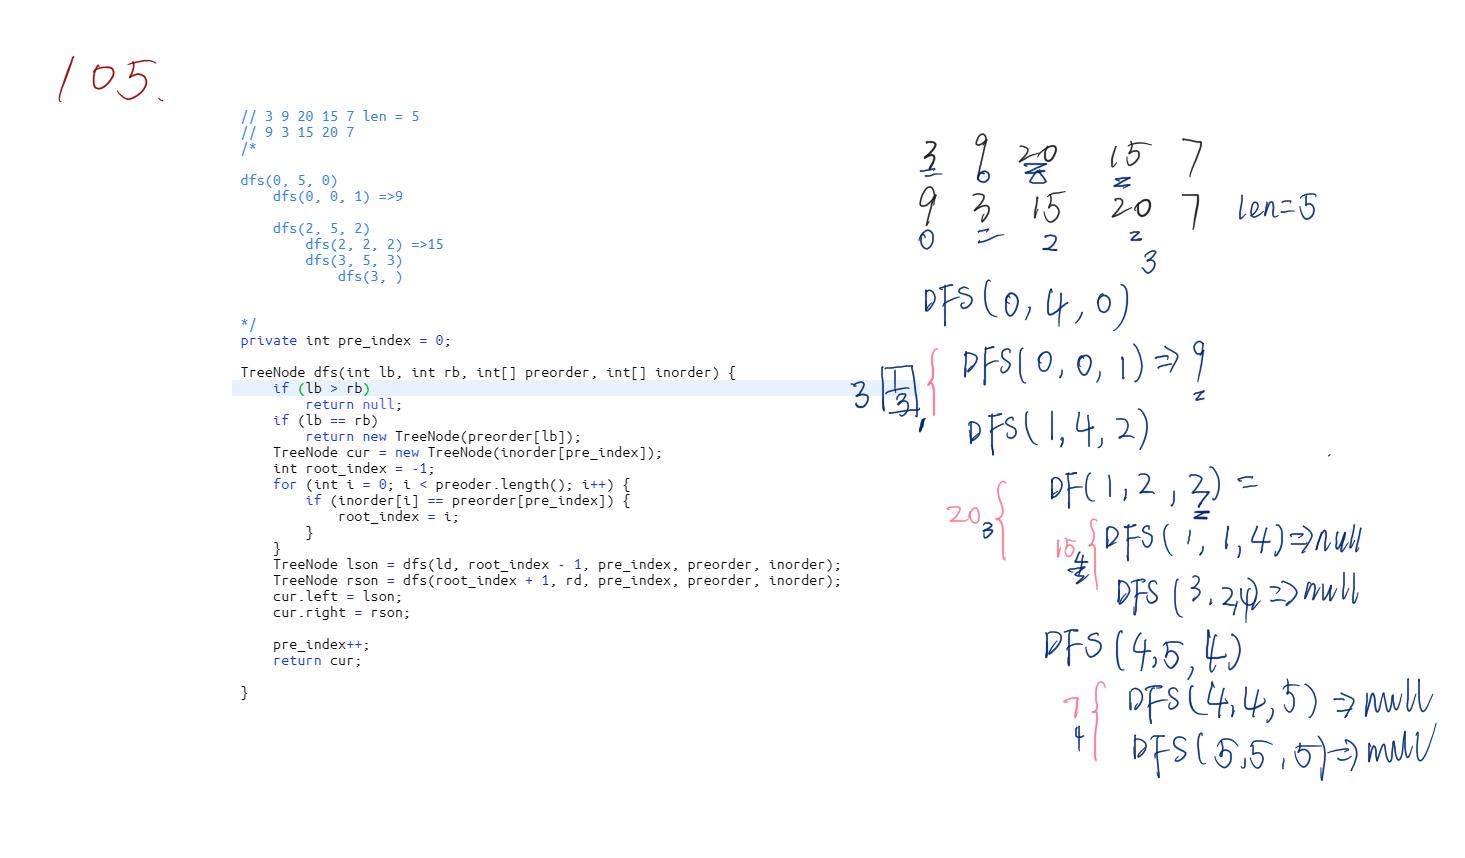 105.
// 3 9 20 15 7 len = 5
// 9 3 15 20 7
/*
dfs(0, 5, 0)
dfs(0, 0, 1) =>9
dfs(2, 5, 2)
dfs(2, 2, 2) =>15
dfs(3, 5, 3)
dfs(3, )
*/
private int pre_index = 0;
TreeNode dfs(int lb, int rb, int[] preorder, int[] inorder) {
if (lb > rb)
return null;
if (lb == rb)
return new TreeNode(preorder[lb]);
TreeNode cur = new TreeNode(inorder[pre_index]);
int root_index = -1;
for (int i = 0; i < preoder.length(); i++) {
if (inorder[i] == preorder[pre_index]) {
root_index = i;
}
}
TreeNode lson = dfs(ld, root_index - 1, pre_index, preorder, inorder);
TreeNode rson = dfs(root_index + 1, rd, pre_index, preorder, inorder);
cur.left = lson;
cur.right = rson;
pre_index++;
return cur;
}
3 9 20 15 7
9 3 15 20 7 len=5
0 2
3
DFS(0,4,0)
DFS(0,0,1)=>9
3
DFS(1,4,2)
DF(1,2,3)=
20 3
15 DFS(1,1,4)=>null
DFS(3.2,4)=>null
DFS(4,5,4)
7 DFS(4,4,5)=>null
4 DFS(5,5,5)=>null